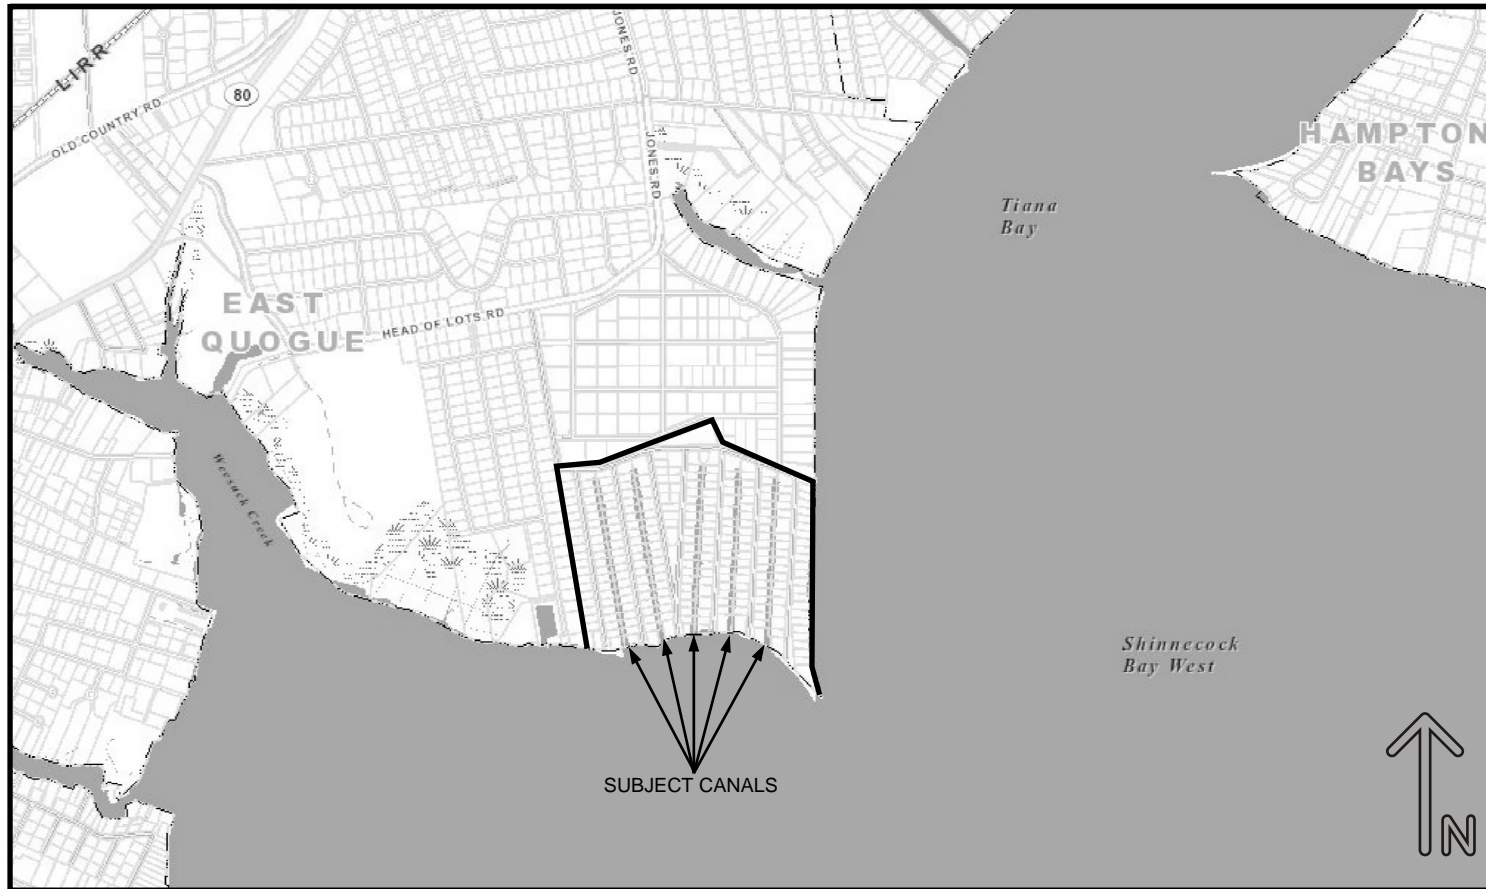 JONES RD
LIRR
80
OLD COUNTRY RD
HAMPTON
BAYS
JONES RD
Tiana
Bay
EAST
QUOGUE
HEAD OF LOTS RD
Weesuck Creek
Shinnecock
Bay West
SUBJECT CANALS
N